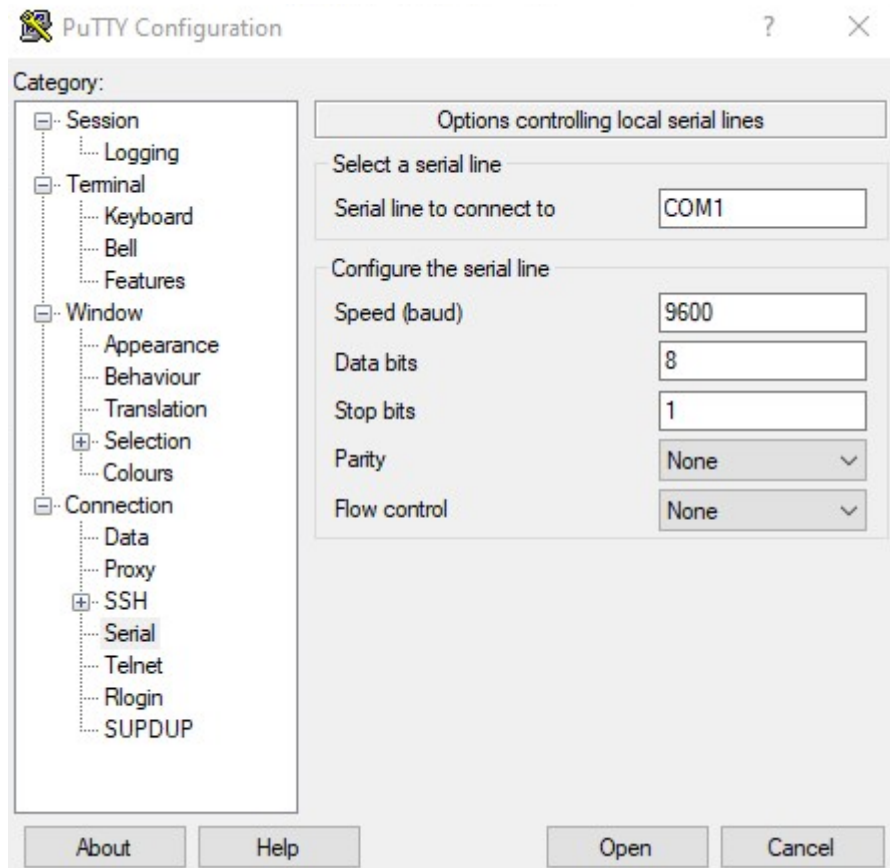 PuTTY Configuration
?
Category:
Session
Logging
Terminal
Keyboard
Bell
Features
Window
Appearance
Behaviour
Translation
Selection
Colours
Connection
Data
Proxy
SSH
Serial
Telnet
Rlogin
SUPDUP
Options controlling local serial lines
Select a serial line
Serial line to connect to COM1
Configure the serial line
Speed (baud) 9600
Data bits 8
Stop bits 1
Parity None
Flow control None
About Help Open Cancel